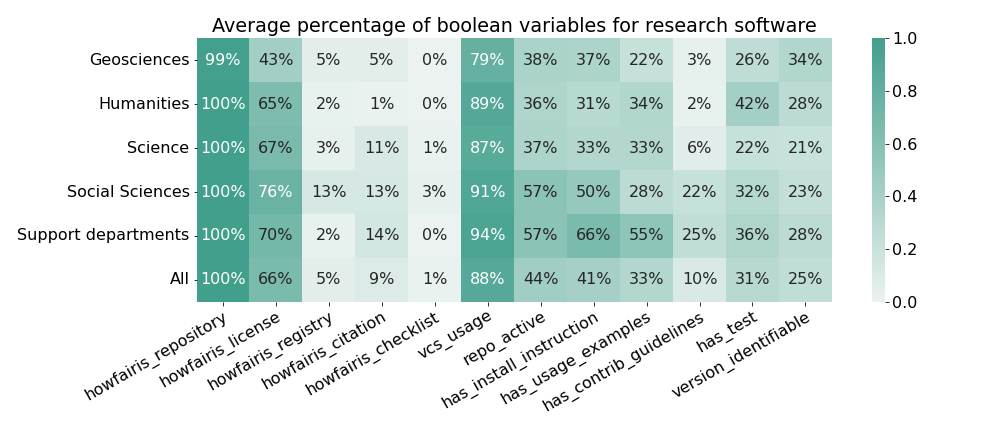 Average percentage of boolean variables for research software
Geosciences 99% 43% 5% 5% 0% 79% 38% 37% 22% 3% 26% 34%
Humanities 100% 65% 2% 1% 0% 89% 36% 31% 34% 2% 42% 28%
Science 100% 67% 3% 11% 1% 87% 37% 33% 33% 6% 22% 21%
Social Sciences 100% 76% 13% 13% 3% 91% 57% 50% 28% 22% 32% 23%
Support departments 100% 70% 2% 14% 0% 94% 57% 66% 55% 25% 36% 28%
All 100% 66% 5% 9% 1% 88% 44% 41% 33% 10% 31% 25%
howfairis_repository
howfairis_license
howfairis_registry
howfairis_citation
howfairis_checklist
vcs_usage
repo_active
has_install_instruction
has_usage_examples
has_contrib_guidelines
has_test
version_identifiable
1.0
0.8
0.6
0.4
0.2
0.0